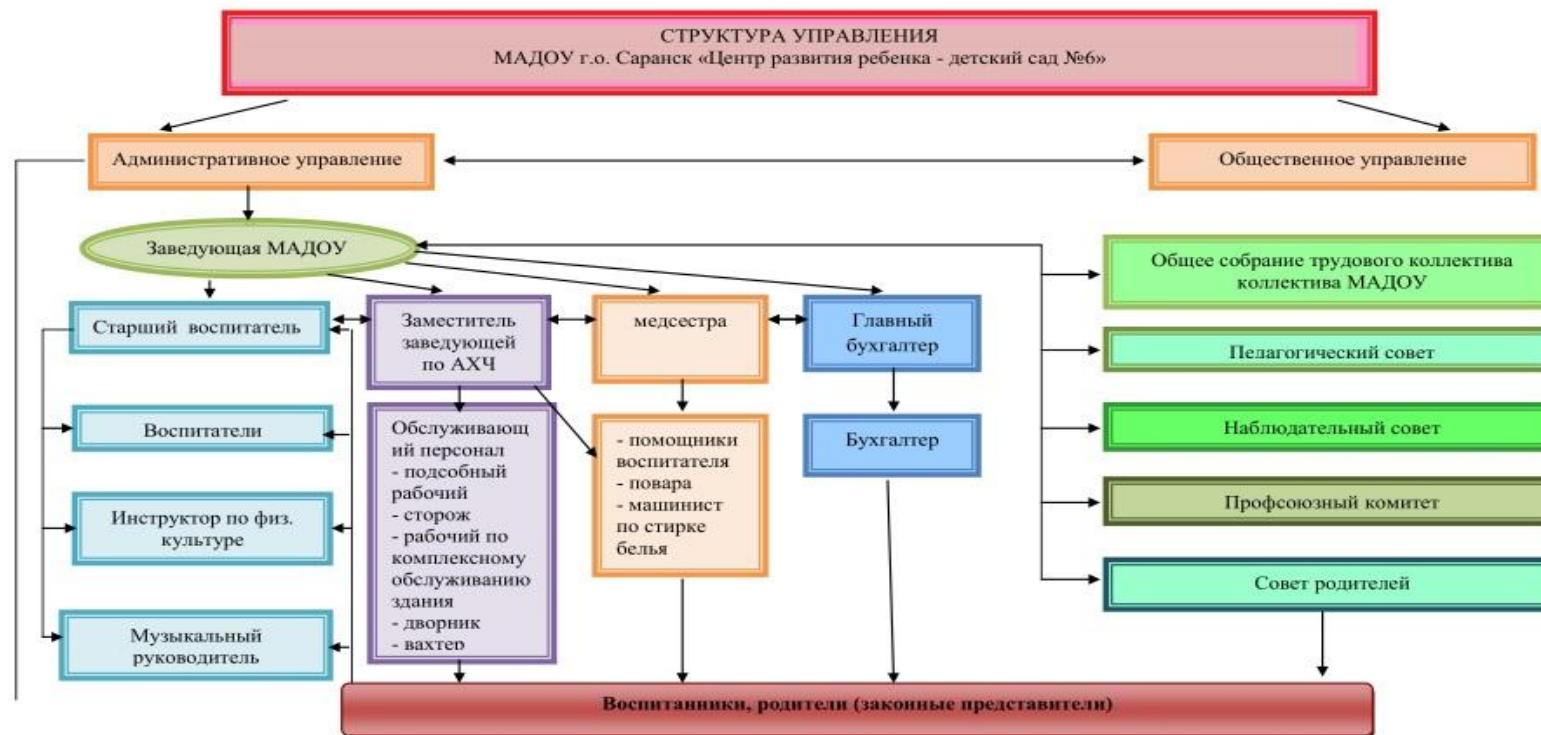 СТРУКТУРА УПРАВЛЕНИЯ
МАДОУ г.о. Саранск «Центр развития ребенка - детский сад №6»
Административное управление
Общественное управление
Заведующая МАДОУ
Общее собрание трудового коллектива
коллектива МАДОУ
Старший воспитатель
Заместитель
заведующей
по АХЧ
медсестра
Главный
бухгалтер
Педагогический совет
Воспитатели
Обслуживающ
ий персонал
- подсобный
рабочий
- сторож
- рабочий по
комплексному
обслуживанию
здания
- дворник
- вахтер
- помощники
воспитателя
- повара
- машинист
по стирке
белья
Бухгалтер
Наблюдательный совет
Инструктор по физ.
культуре
Профсоюзный комитет
Совет родителей
Музыкальный
руководитель
Воспитанники, родители (законные представители)